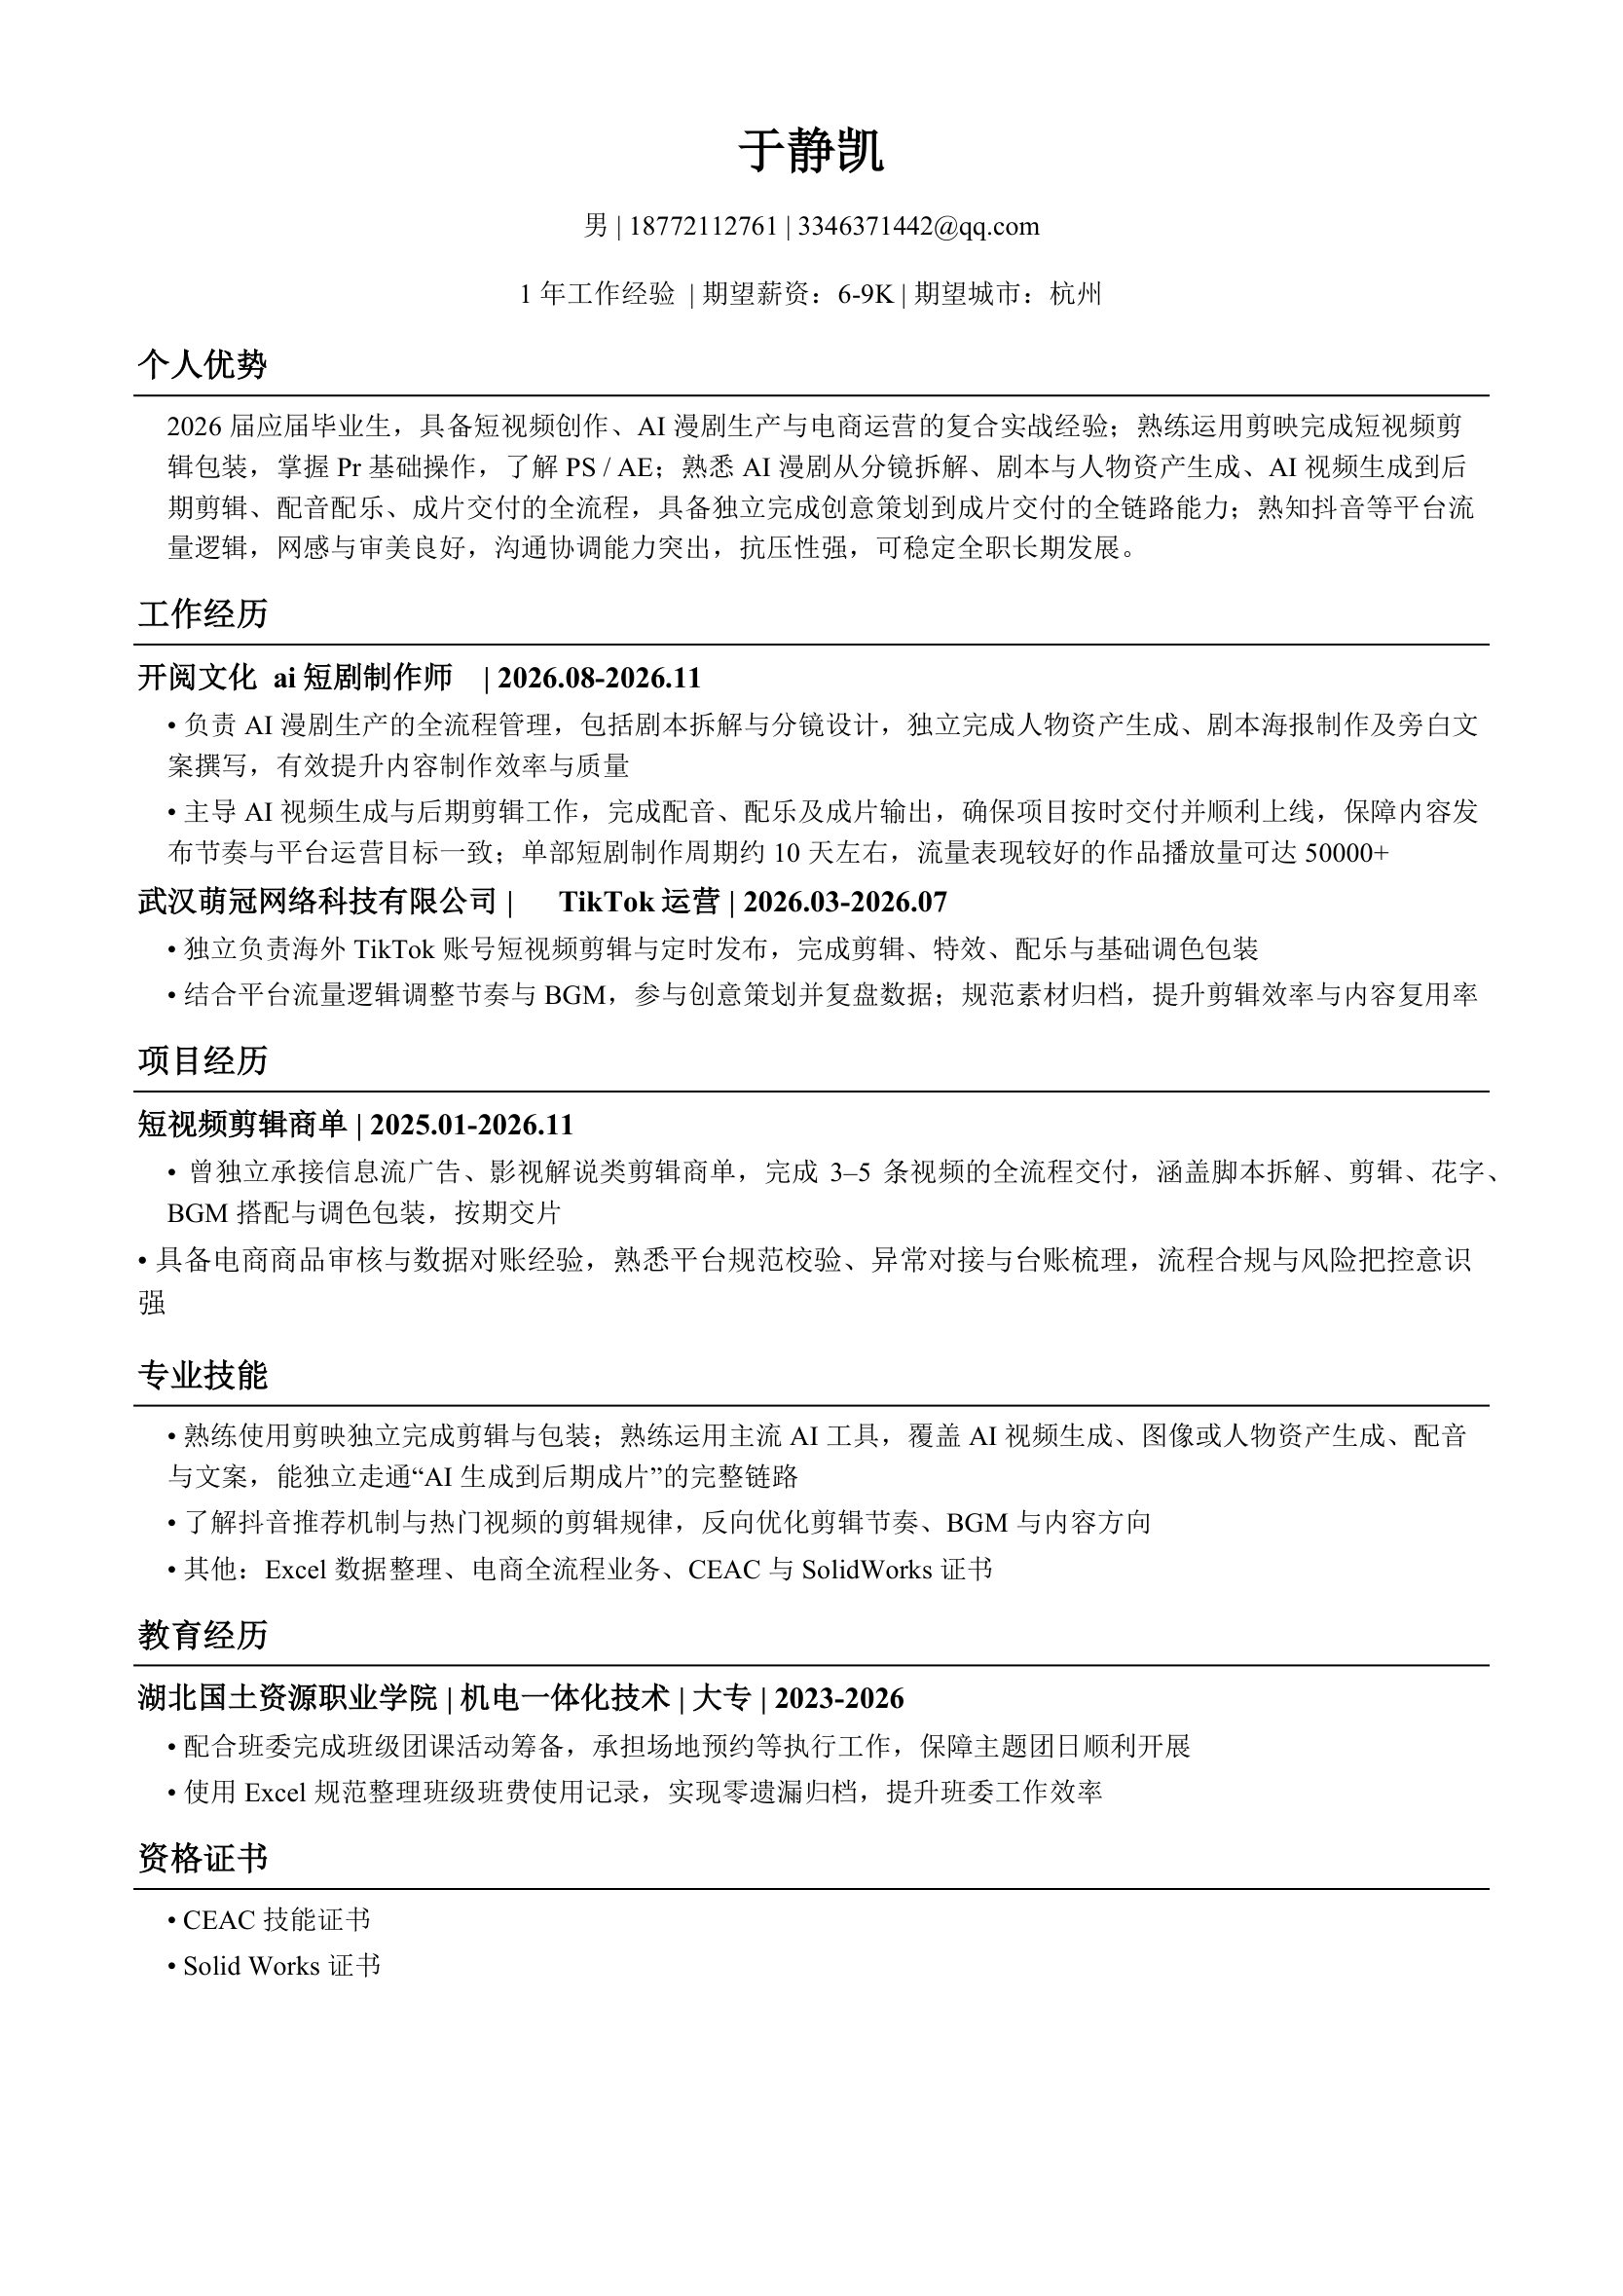 于静凯
男 | 18772112761 | 3346371442@qq.com
1 年工作经验 | 期望薪资：6-9K | 期望城市：杭州
个人优势
2026 届应届毕业生，具备短视频创作、AI 漫剧生产与电商运营的复合实战经验；熟练运用剪映完成短视频剪
辑包装，掌握 Pr 基础操作，了解 PS / AE；熟悉 AI 漫剧从分镜拆解、剧本与人物资产生成、AI 视频生成到后
期剪辑、配音配乐、成片交付的全流程，具备独立完成创意策划到成片交付的全链路能力；熟知抖音等平台流
量逻辑，网感与审美良好，沟通协调能力突出，抗压性强，可稳定全职长期发展。
工作经历
开阅文化 ai 短剧制作师 | 2026.08-2026.11
• 负责 AI 漫剧生产的全流程管理，包括剧本拆解与分镜设计，独立完成人物资产生成、剧本海报制作及旁白文
案撰写，有效提升内容制作效率与质量
• 主导 AI 视频生成与后期剪辑工作，完成配音、配乐及成片输出，确保项目按时交付并顺利上线，保障内容发
布节奏与平台运营目标一致；单部短剧制作周期约 10 天左右，流量表现较好的作品播放量可达 50000+
武汉萌冠网络科技有限公司 | TikTok 运营 | 2026.03-2026.07
• 独立负责海外 TikTok 账号短视频剪辑与定时发布，完成剪辑、特效、配乐与基础调色包装
• 结合平台流量逻辑调整节奏与 BGM，参与创意策划并复盘数据；规范素材归档，提升剪辑效率与内容复用率
项目经历
短视频剪辑商单 | 2025.01-2026.11
• 曾独立承接信息流广告、影视解说类剪辑商单，完成 3–5 条视频的全流程交付，涵盖脚本拆解、剪辑、花字、
BGM 搭配与调色包装，按期交片
• 具备电商商品审核与数据对账经验，熟悉平台规范校验、异常对接与台账梳理，流程合规与风险把控意识
强
专业技能
• 熟练使用剪映独立完成剪辑与包装；熟练运用主流 AI 工具，覆盖 AI 视频生成、图像或人物资产生成、配音
与文案，能独立走通“AI 生成到后期成片”的完整链路
• 了解抖音推荐机制与热门视频的剪辑规律，反向优化剪辑节奏、BGM 与内容方向
• 其他：Excel 数据整理、电商全流程业务、CEAC 与 SolidWorks 证书
教育经历
湖北国土资源职业学院 | 机电一体化技术 | 大专 | 2023-2026
• 配合班委完成班级团课活动筹备，承担场地预约等执行工作，保障主题团日顺利开展
• 使用 Excel 规范整理班级班费使用记录，实现零遗漏归档，提升班委工作效率
资格证书
• CEAC 技能证书
• Solid Works 证书